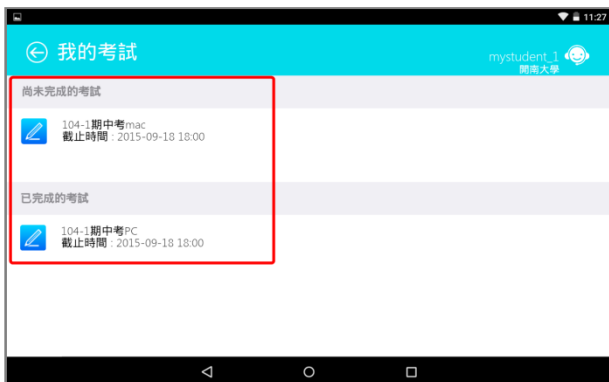 11:27
我的考試
mystudent_1
開南大學
尚未完成的考試
104-1期中考mac
截止時間 : 2015-09-18 18:00
已完成的考試
104-1期中考PC
截止時間 : 2015-09-18 18:00